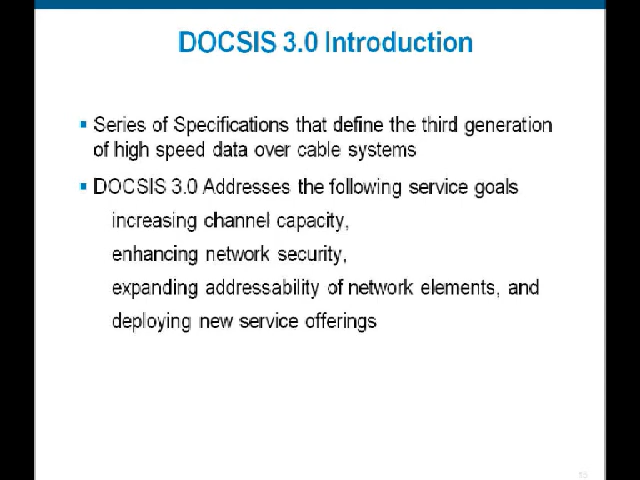 DOCSIS 3.0 Introduction
Series of Specifications that define the third generation
of high speed data over cable systems
DOCSIS 3.0 Addresses the following service goals
increasing channel capacity,
enhancing network security,
expanding addressability of network elements, and
deploying new service offerings